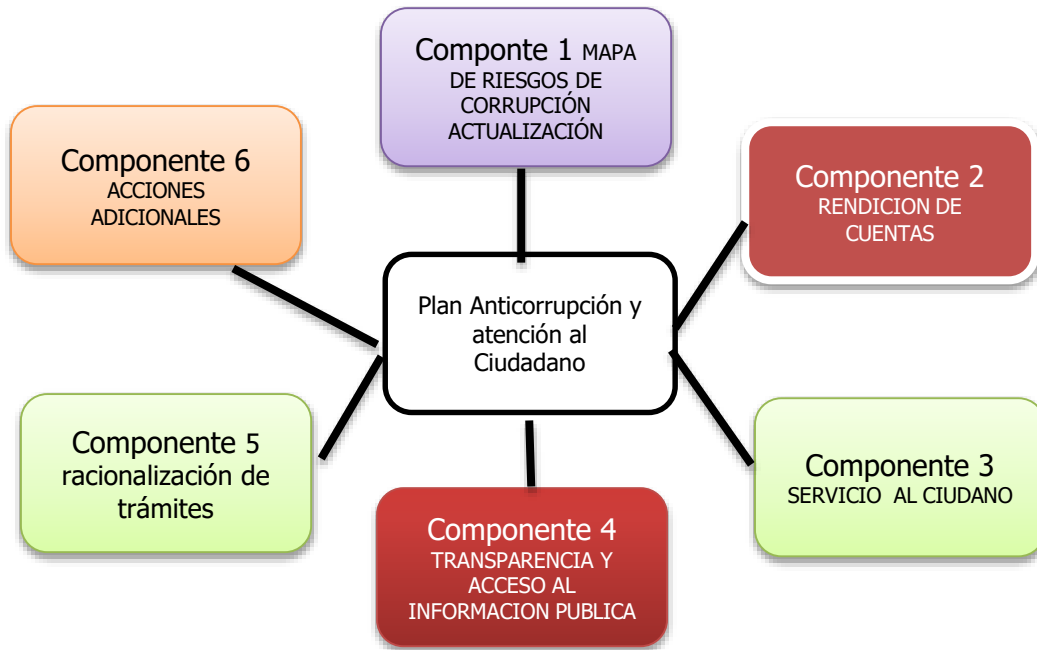 Componte 1 MAPA
DE RIESGOS DE
CORRUPCIÓN
ACTUALIZACIÓN
Componente 2
RENDICION DE
CUENTAS
Componente 3
SERVICIO AL CIUDANO
Componente 4
TRANSPARENCIA Y
ACCESO AL
INFORMACION PUBLICA
Componente 5
racionalización de
trámites
Componente 6
ACCIONES
ADICIONALES
Plan Anticorrupción y
atención al
Ciudadano